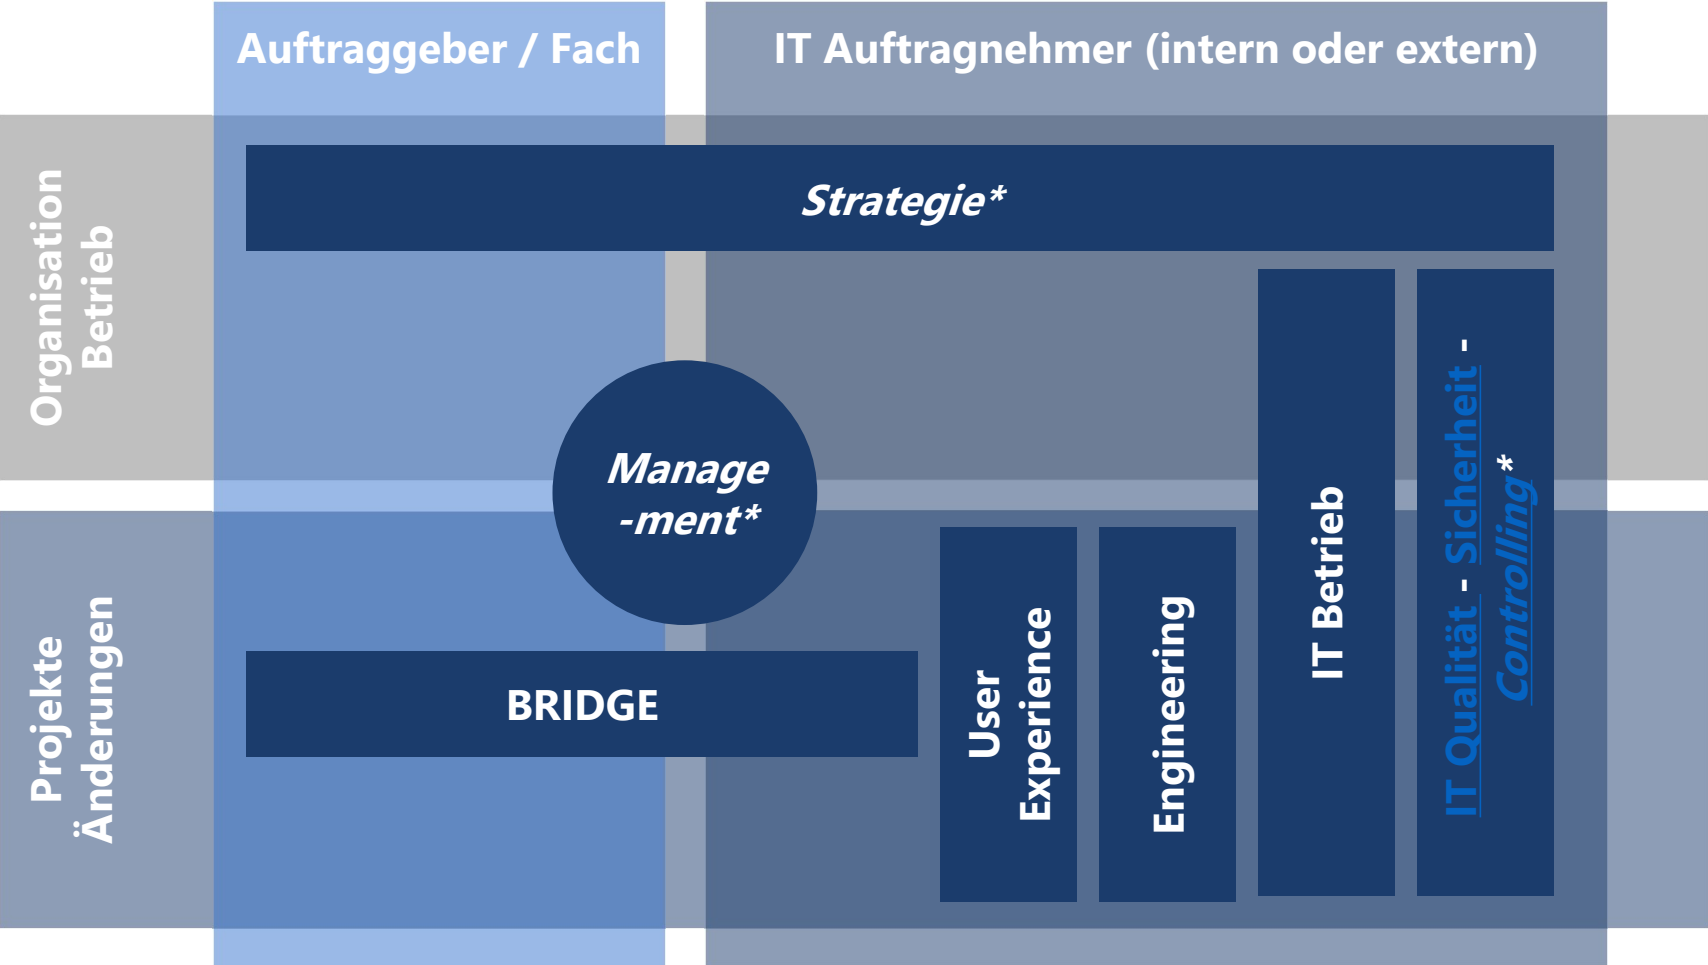 Auftraggeber / Fach
IT Auftragnehmer (intern oder extern)
Organisation
Betrieb
Strategie*
Manage
-ment*
Projekte
Änderungen
BRIDGE
User
Experience
Engineering
IT Betrieb
IT Qualität - Sicherheit -
Controlling*